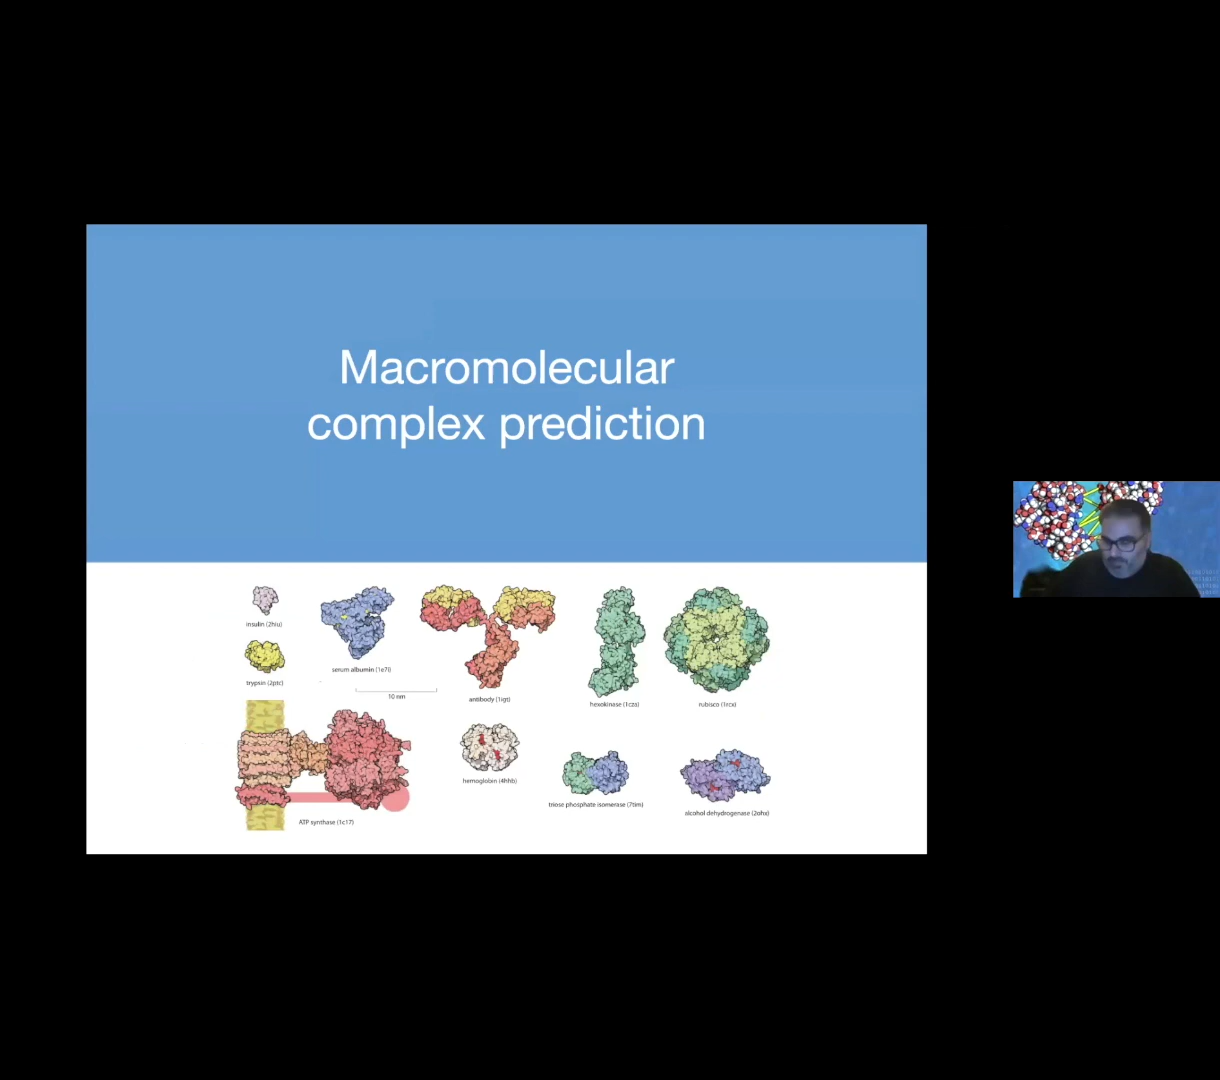 Macromolecular
complex prediction
insulin (2hiu)
trypsin (2ptc)
serum albumin (1e7i)
10 nm
antibody (1igt)
hexokinase (1cza)
rubisco (1rcx)
ATP synthase (1c17)
hemoglobin (4hhb)
triose phosphate isomerase (7tim)
alcohol dehydrogenase (2ohx)